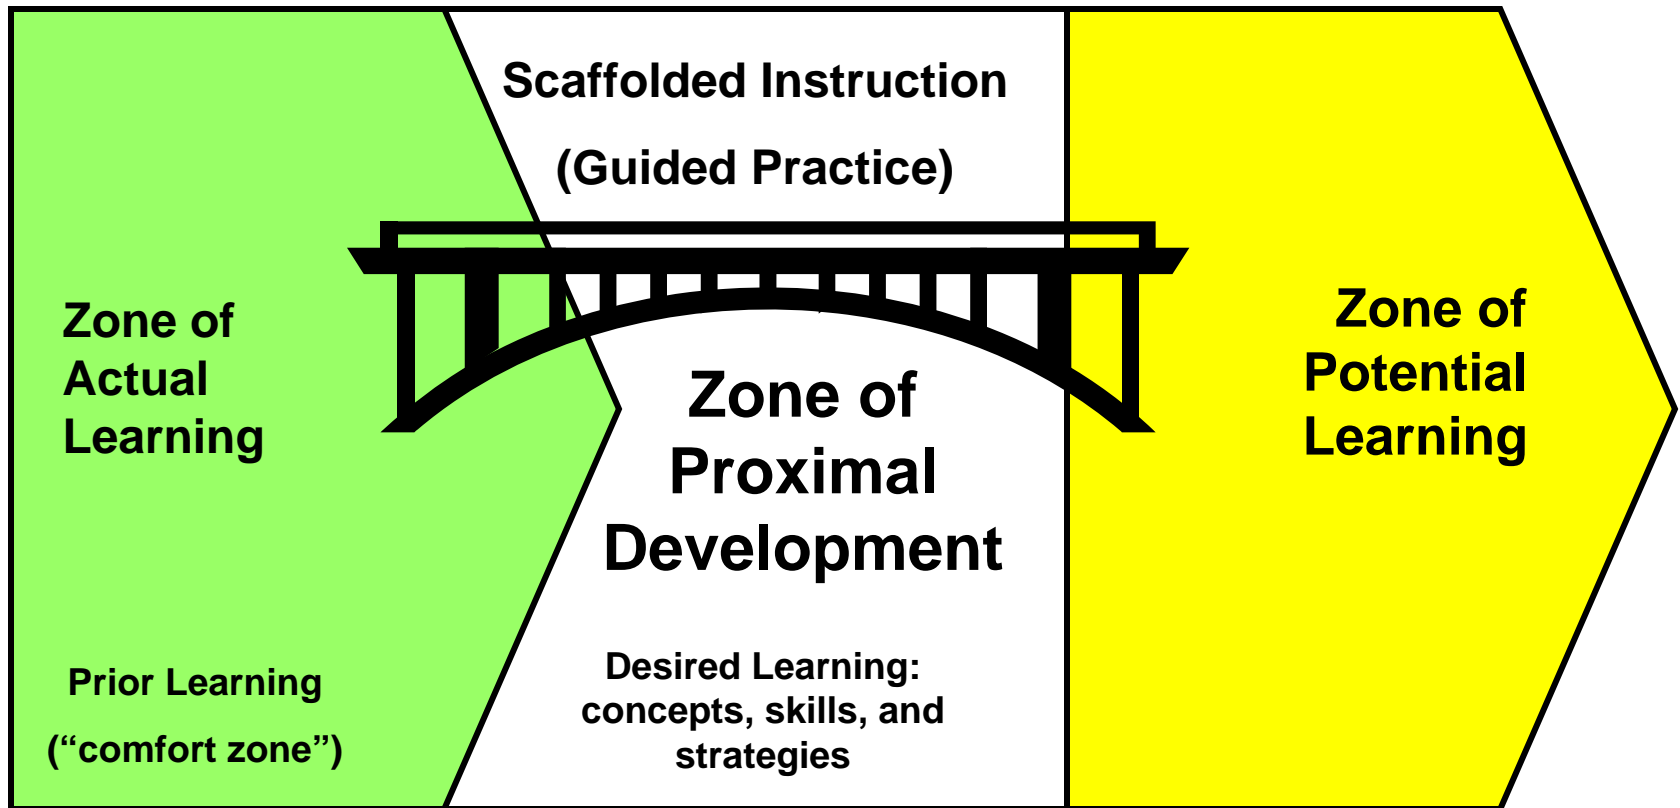 Zone of
Actual
Learning
Prior Learning
(“comfort zone”)
Scaffolded Instruction
(Guided Practice)
Zone of
Proximal
Development
Desired Learning:
concepts, skills, and
strategies
Zone of
Potential
Learning